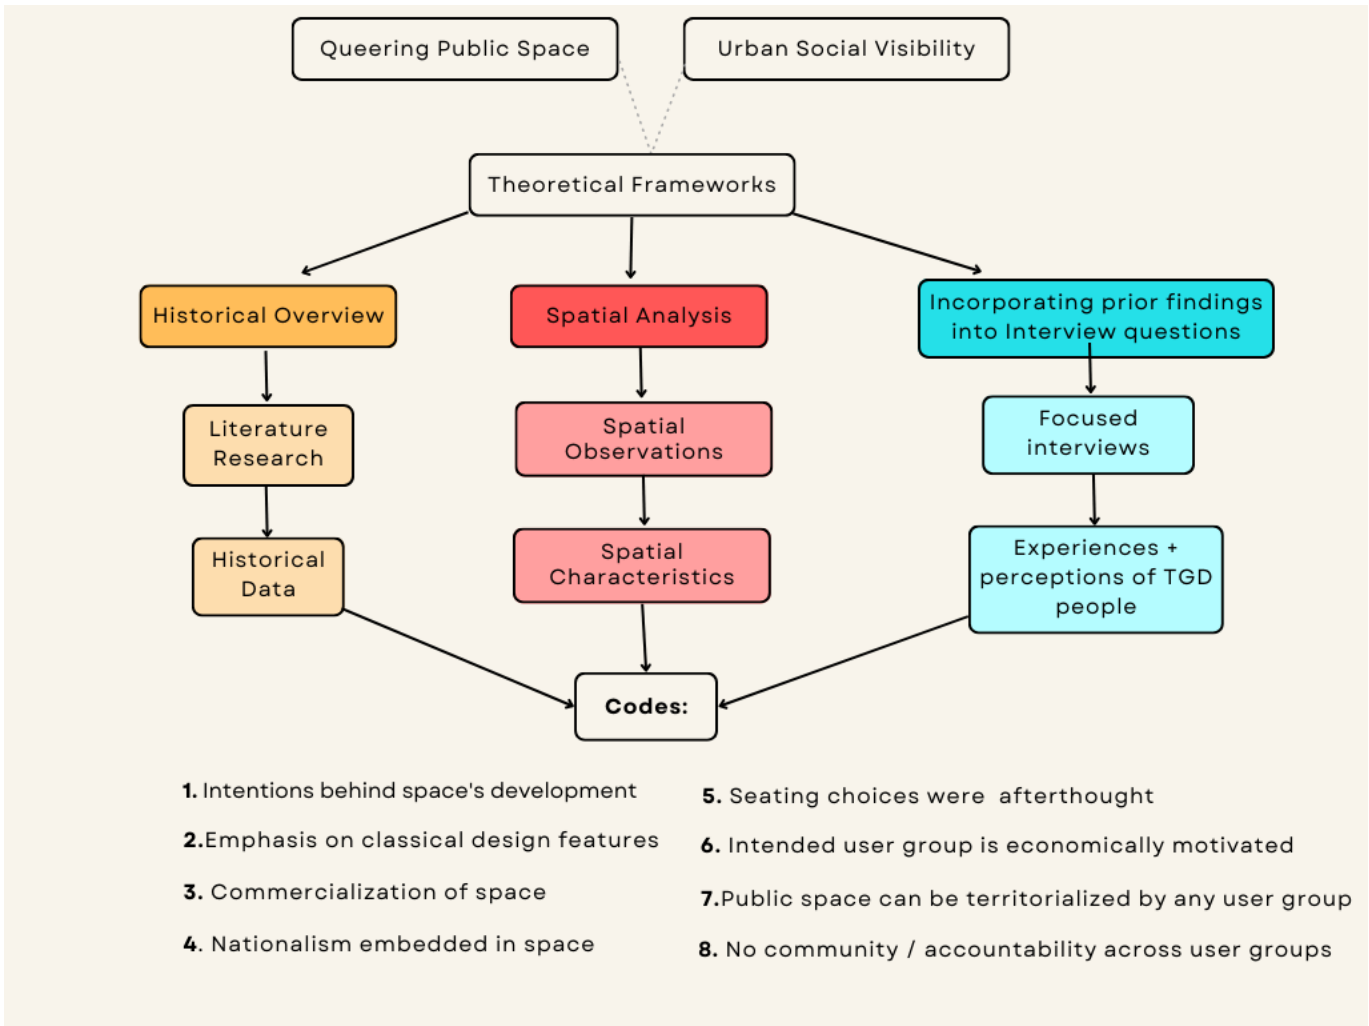 Queering Public Space
Urban Social Visibility
Theoretical Frameworks
Historical Overview
Spatial Analysis
Incorporating prior findings
into Interview questions
Literature
Research
Spatial
Observations
Focused
interviews
Historical
Data
Spatial
Characteristics
Experiences +
perceptions of TGD
people
Codes:
1. Intentions behind space's development
2.Emphasis on classical design features
3. Commercialization of space
4. Nationalism embedded in space
5. Seating choices were afterthought
6. Intended user group is economically motivated
7.Public space can be territorialized by any user group
8. No community / accountability across user groups